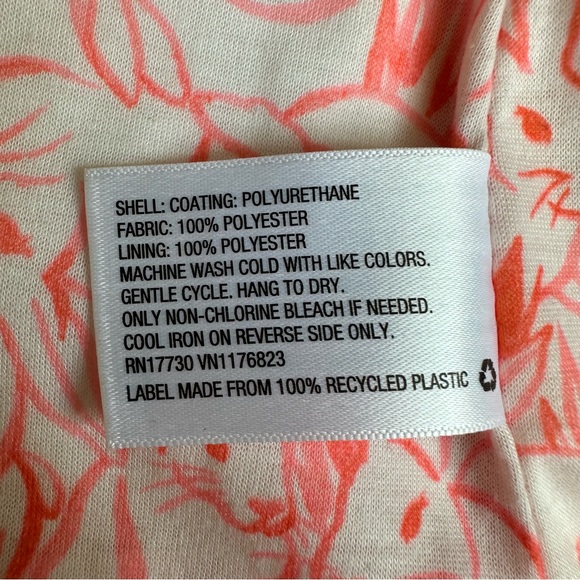 SHELL: COATING: POLYURETHANE
FABRIC: 100% POLYESTER
LINING: 100% POLYESTER
MACHINE WASH COLD WITH LIKE COLORS.
GENTLE CYCLE. HANG TO DRY.
ONLY NON-CHLORINE BLEACH IF NEEDED.
COOL IRON ON REVERSE SIDE ONLY.
RN17730 VN1176823
LABEL MADE FROM 100% RECYCLED PLASTIC